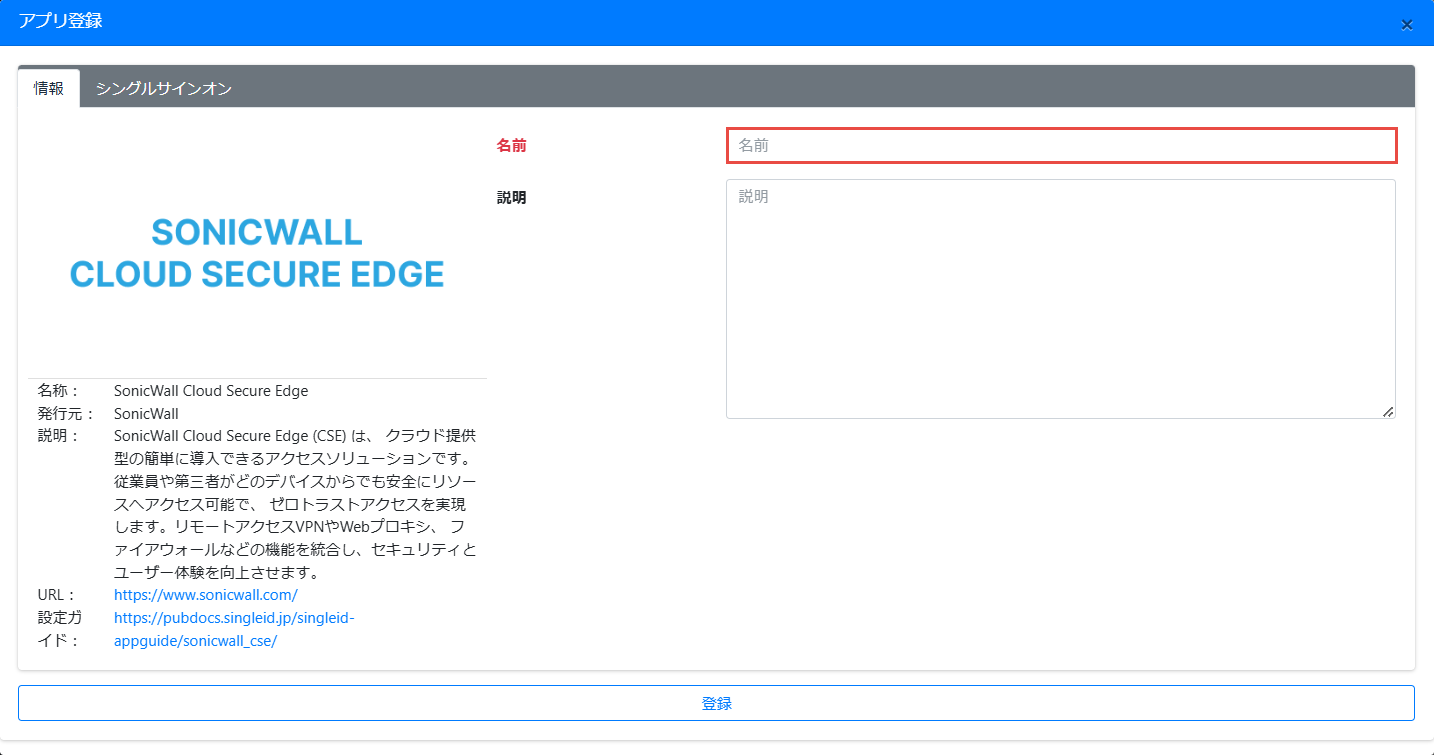 アプリ登録
×
情報 シングルサインオン
名前 名前
説明 説明
SONICWALL
CLOUD SECURE EDGE
名称： SonicWall Cloud Secure Edge
発行元： SonicWall
説明： SonicWall Cloud Secure Edge (CSE) は、 クラウド提供
型の簡単に導入できるアクセスソリューションです。
従業員や第三者がどのデバイスからでも安全にリソー
スへアクセス可能で、 ゼロトラストアクセスを実現
します。リモートアクセスVPNやWebプロキシ、 フ
ァイアウォールなどの機能を統合し、セキュリティと
ユーザー体験を向上させます。
URL： https://www.sonicwall.com/
設定ガ https://pubdocs.singleid.jp/singleid-
イド： appguide/sonicwall_cse/
登録